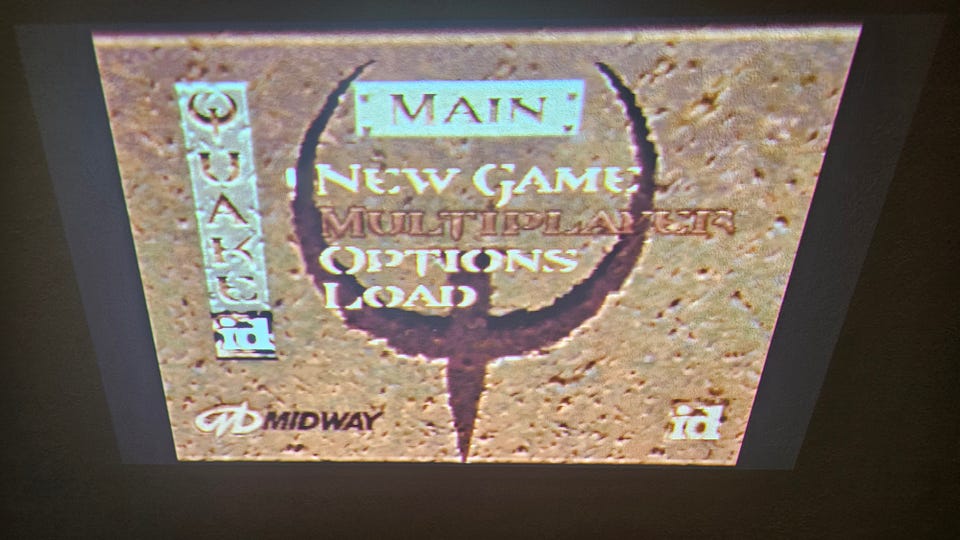 MAIN
QUAKE
id
NEW GAME
MULTIPLAYER
OPTIONS
LOAD
MIDWAY
id